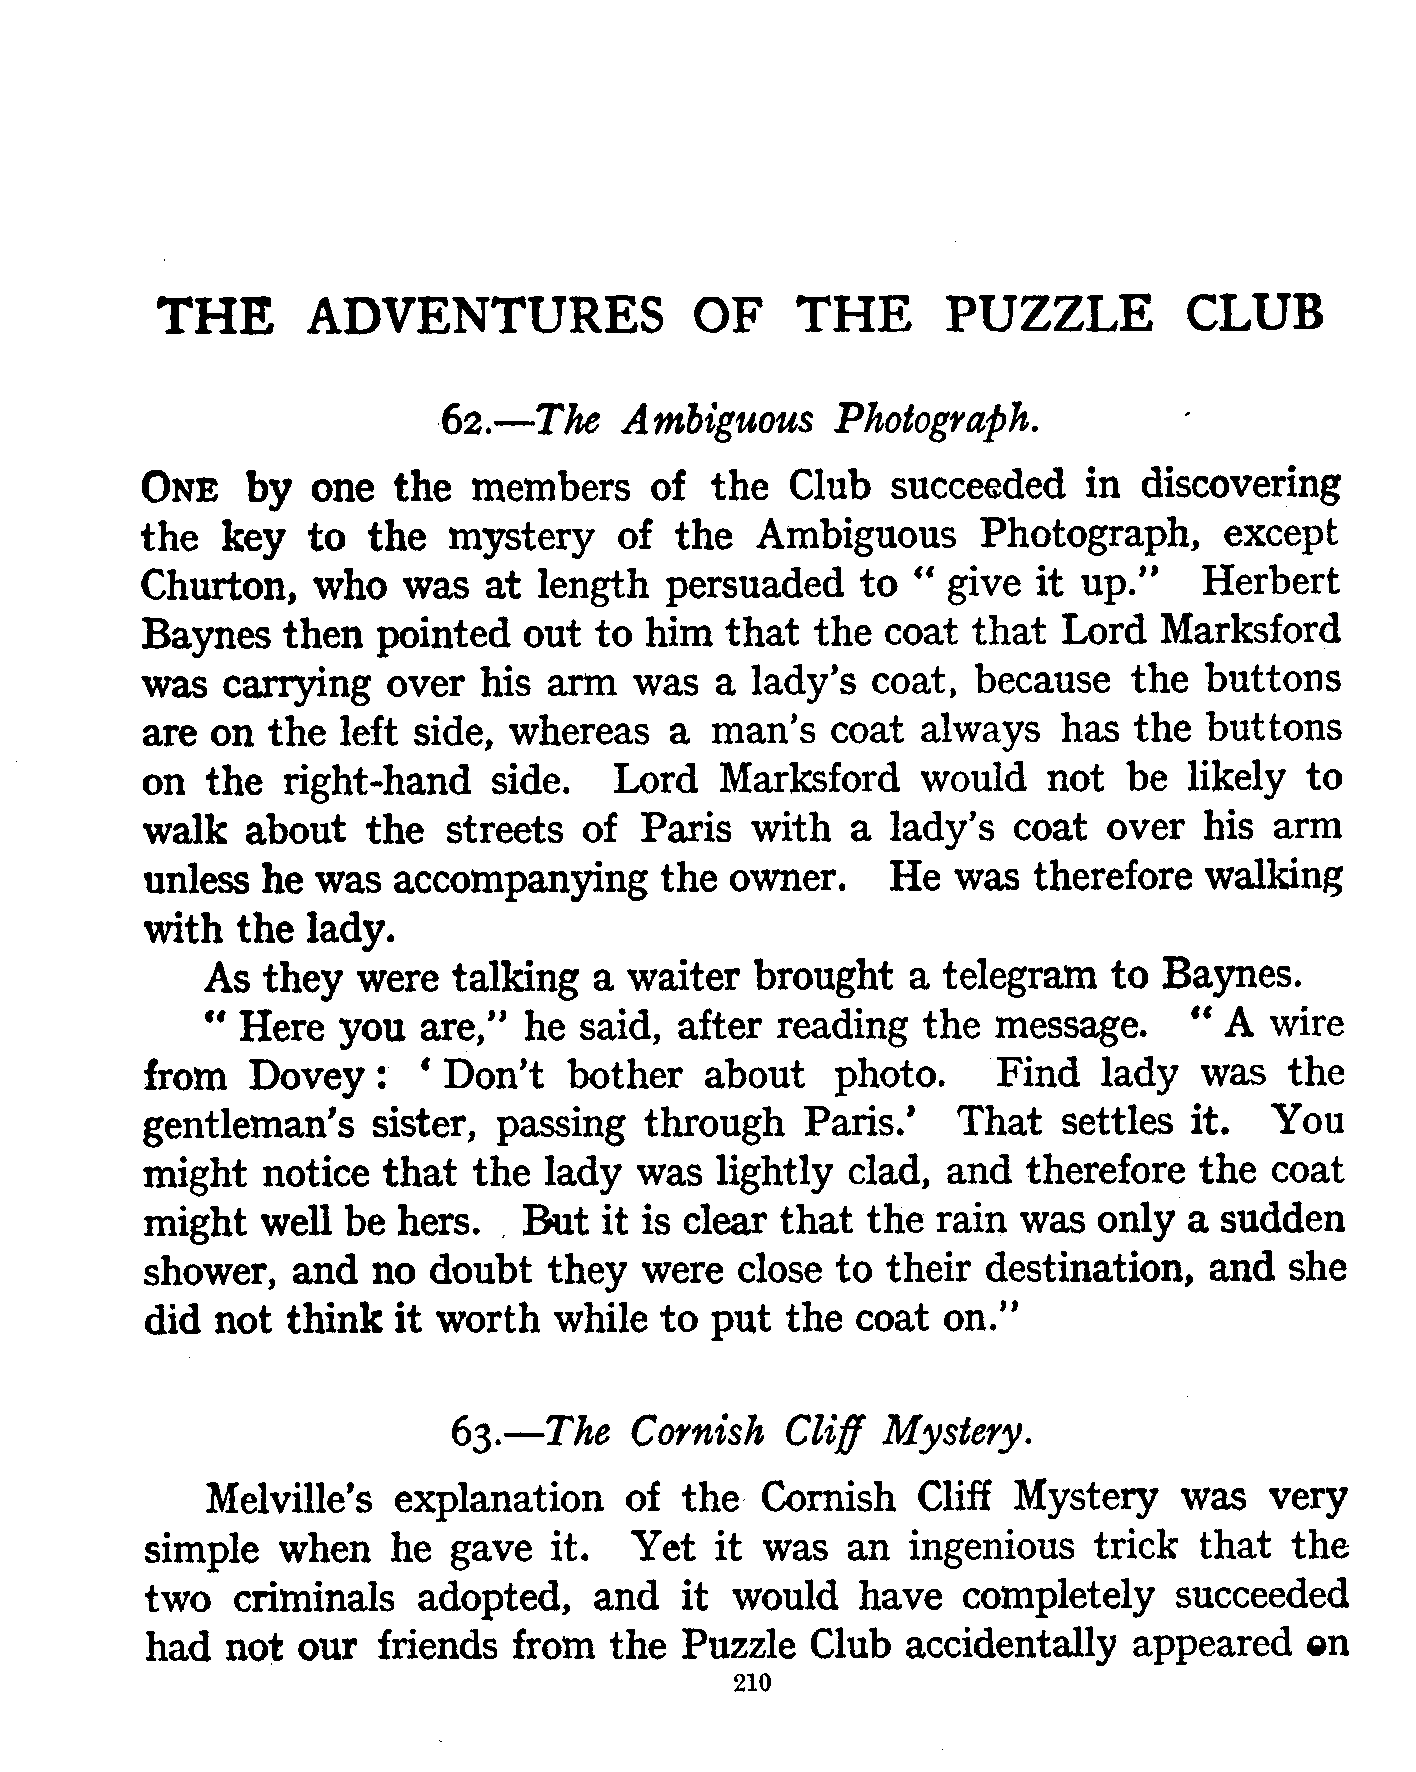 THE ADVENTURES OF THE PUZZLE CLUB
62.—The Ambiguous Photograph.
ONE by one the members of the Club succeeded in discovering
the key to the mystery of the Ambiguous Photograph, except
Churton, who was at length persuaded to “ give it up.” Herbert
Baynes then pointed out to him that the coat that Lord Marksford
was carrying over his arm was a lady’s coat, because the buttons
are on the left side, whereas a man’s coat always has the buttons
on the right-hand side. Lord Marksford would not be likely to
walk about the streets of Paris with a lady’s coat over his arm
unless he was accompanying the owner. He was therefore walking
with the lady.
As they were talking a waiter brought a telegram to Baynes.
“ Here you are,” he said, after reading the message. “ A wire
from Dovey : ‘ Don’t bother about photo. Find lady was the
gentleman’s sister, passing through Paris.’ That settles it. You
might notice that the lady was lightly clad, and therefore the coat
might well be hers. But it is clear that the rain was only a sudden
shower, and no doubt they were close to their destination, and she
did not think it worth while to put the coat on.”
63.—The Cornish Cliff Mystery.
Melville’s explanation of the Cornish Cliff Mystery was very
simple when he gave it. Yet it was an ingenious trick that the
two criminals adopted, and it would have completely succeeded
had not our friends from the Puzzle Club accidentally appeared on
210